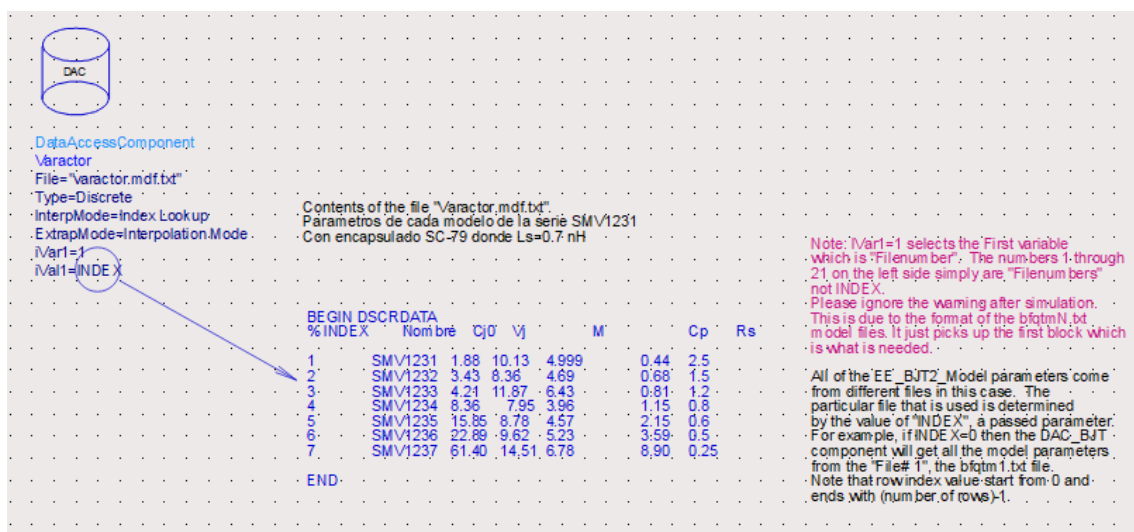 DAC
DataAccessComponent
Varactor
File="varactor.mdf.txt"
Type=Discrete
InterpMode=Index Lookup
ExtrapMode=Interpolation Mode
iVar1=1
iVal1=INDEX
Contents of the file "Varactor.mdf.txt".
Parametros de cada modelo de la serie SMV1231
Con encapsulado SC-79 donde Ls=0.7 nH
BEGIN DSCRDATA
% INDEX Nombre Cj0 Vj M Cp Rs
1 SMV1231 1.88 10.13 4.999 0.44 2.5
2 SMV1232 3.43 8.36 4.69 0.68 1.5
3 SMV1233 4.21 11.87 6.43 0.81 1.2
4 SMV1234 8.36 7.95 3.96 1.15 0.8
5 SMV1235 15.85 8.78 4.57 2.15 0.6
6 SMV1236 22.89 9.62 5.23 3.59 0.5
7 SMV1237 61.40 14.51 6.78 8.90 0.25
END
Note: iVar1=1 selects the First variable
which is "Filenumber". The numbers 1 through
21 on the left side simply are "Filenumbers"
not INDEX.
Please ignore the warning after simulation.
This is due to the format of the bfqtmN.txt
model files. It just picks up the first block which
is what is needed.
All of the EE_BJT2_Model parameters come
from different files in this case. The
particular file that is used is determined
by the value of "INDEX", a passed parameter.
For example, if INDEX=0 then the DAC_BJT
component will get all the model parameters
from the "File# 1", the bfqtm1.txt file.
Note that row index value start from 0 and
ends with (number of rows)-1.